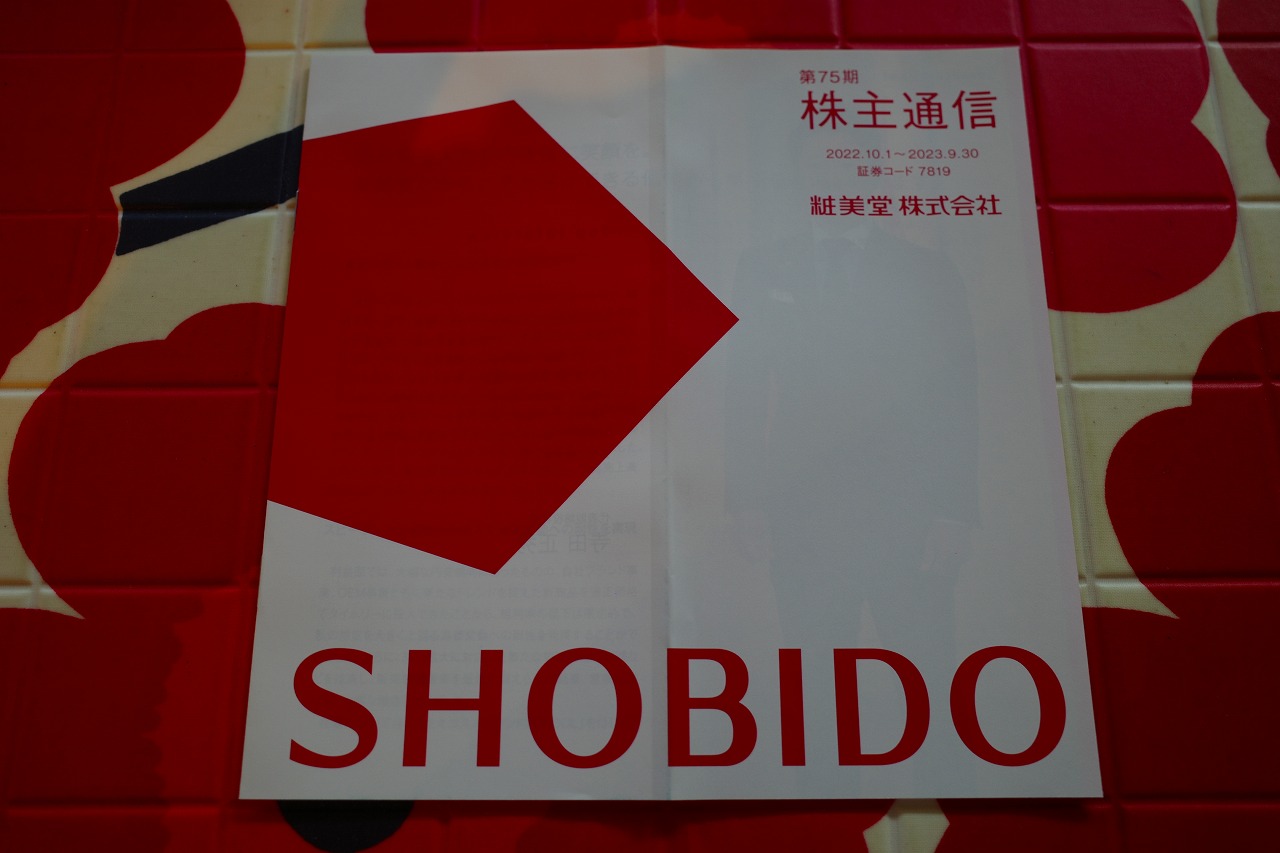 第75期
株主通信
2022.10.1～2023.9.30
証券コード 7819
粧美堂 株式会社
SHOBIDO